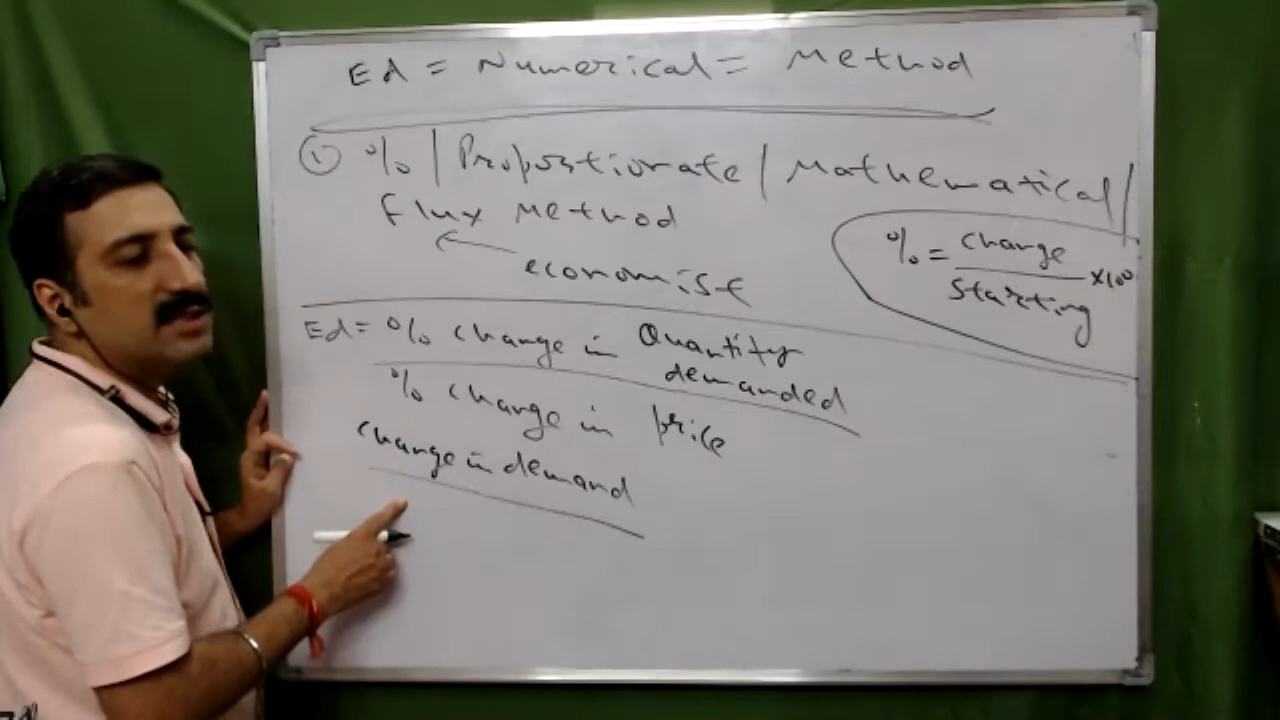 Ed = Numerical = Method
① % / Proportionate / Mathematical /
flux Method
economist
% = change / starting × 100
Ed = % change in Quantity demanded
% change in price
change in demand